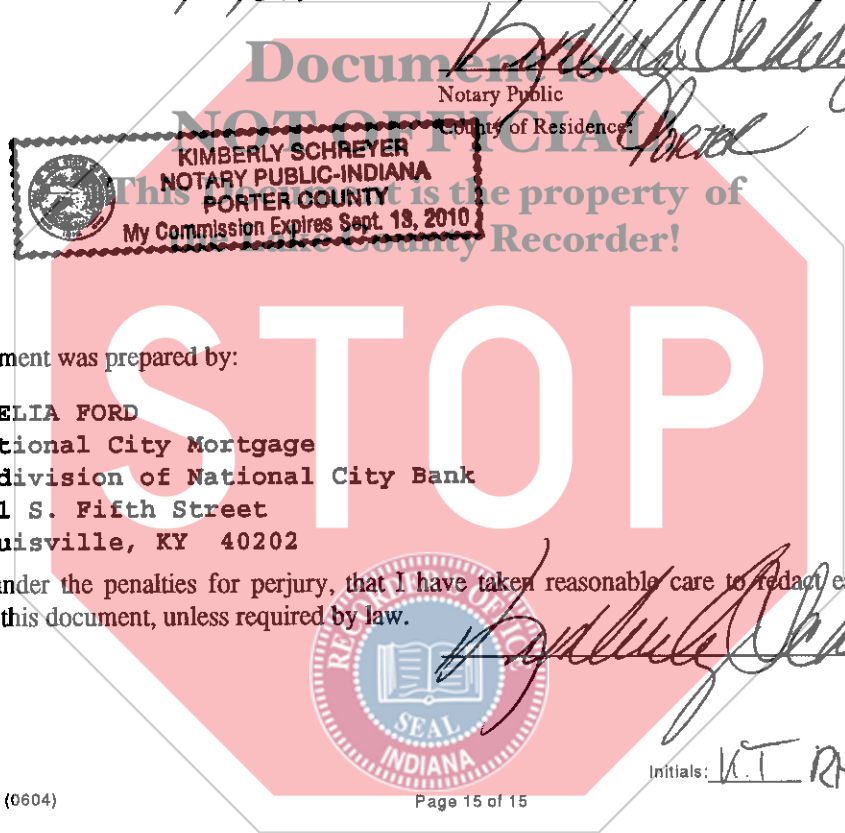 Document is
NOT OFFICIAL!
This Document is the property of
the Lake County Recorder!
STOP
Notary Public
County of Residence: Porter
KIMBERLY SCHREYER
NOTARY PUBLIC-INDIANA
PORTER COUNTY
My Commission Expires Sept. 13, 2010
ment was prepared by:
ELIA FORD
tional City Mortgage
division of National City Bank
1 S. Fifth Street
uisville, KY 40202
nder the penalties for perjury, that I have taken reasonable care to redact ea
this document, unless required by law.
SEAL
INDIANA
Initials: K.T RH
(0604)
Page 15 of 15